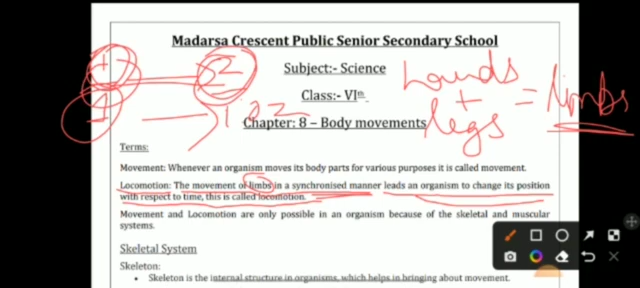 Madarsa Crescent Public Senior Secondary School
Subject:- Science
Class:- VIth
Chapter: 8 – Body movements
hands
+
legs
= limbs
1
2
1
Terms:
Movement: Whenever an organism moves its body parts for various purposes it is called movement.
Locomotion: The movement of limbs in a synchronised manner leads an organism to change its position
with respect to time, this is called locomotion.
Movement and Locomotion are only possible in an organism because of the skeletal and muscular
systems.
Skeletal System
Skeleton:
• Skeleton is the internal structure in organisms, which helps in bringing about movement.